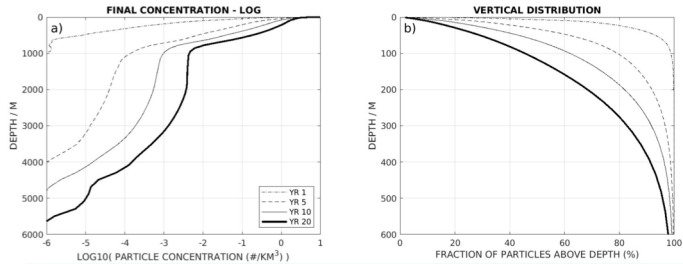 FINAL CONCENTRATION - LOG
a)
0
1000
2000
3000
4000
5000
6000
DEPTH / M
-6 -5 -4 -3 -2 -1 0 1
LOG10( PARTICLE CONCENTRATION (#/KM³) )
YR 1
YR 5
YR 10
YR 20
VERTICAL DISTRIBUTION
b)
0
100
200
300
400
500
600
DEPTH / M
0 20 40 60 80 100
FRACTION OF PARTICLES ABOVE DEPTH (%)